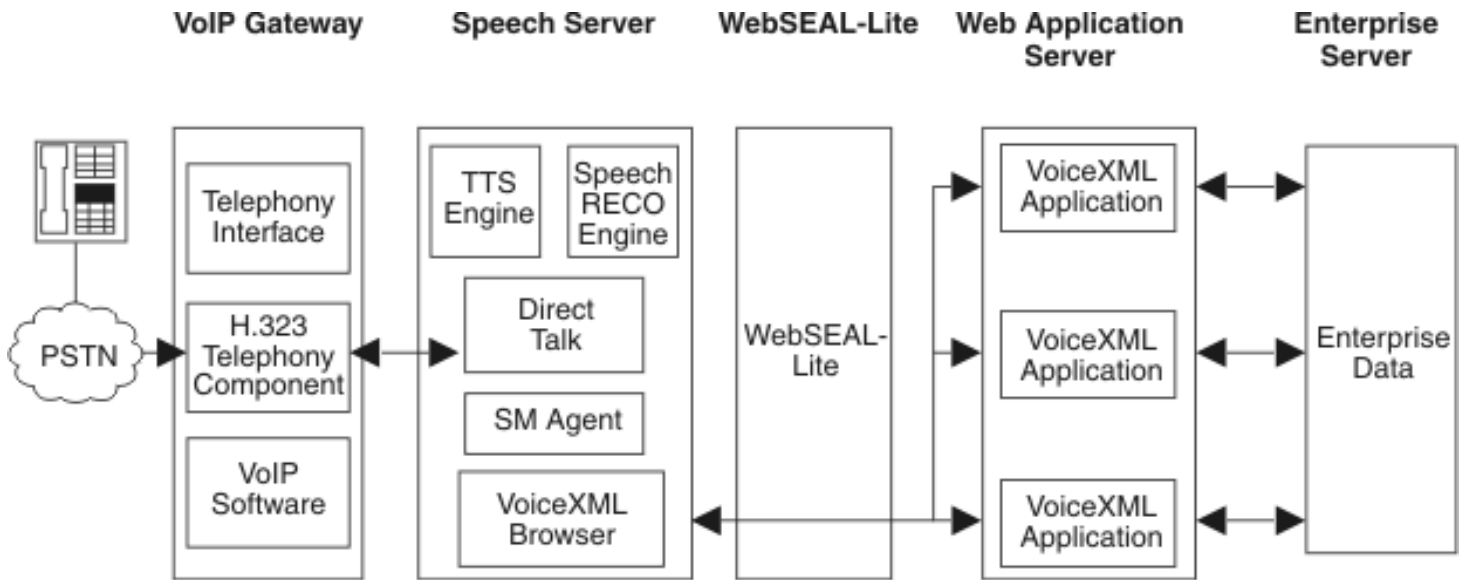 VoIP Gateway
Speech Server
WebSEAL-Lite
Web Application
Server
Enterprise
Server
PSTN
Telephony
Interface
H.323
Telephony
Component
VoIP
Software
TTS
Engine
Speech
RECO
Engine
Direct
Talk
SM Agent
VoiceXML
Browser
WebSEAL-
Lite
VoiceXML
Application
VoiceXML
Application
VoiceXML
Application
Enterprise
Data